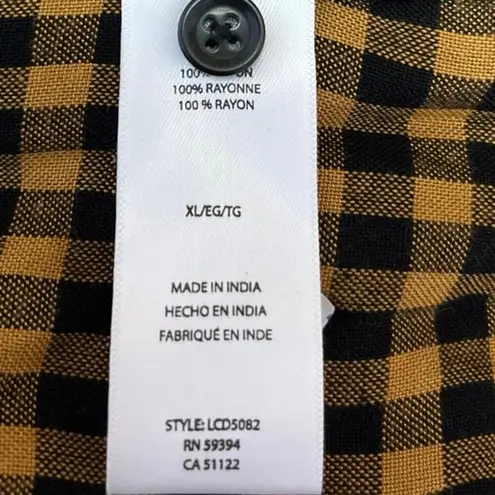 100%
100% RAYONNE
100 % RAYON
XL/EG/TG
MADE IN INDIA
HECHO EN INDIA
FABRIQUÉ EN INDE
STYLE: LCD5082
RN 59394
CA 51122